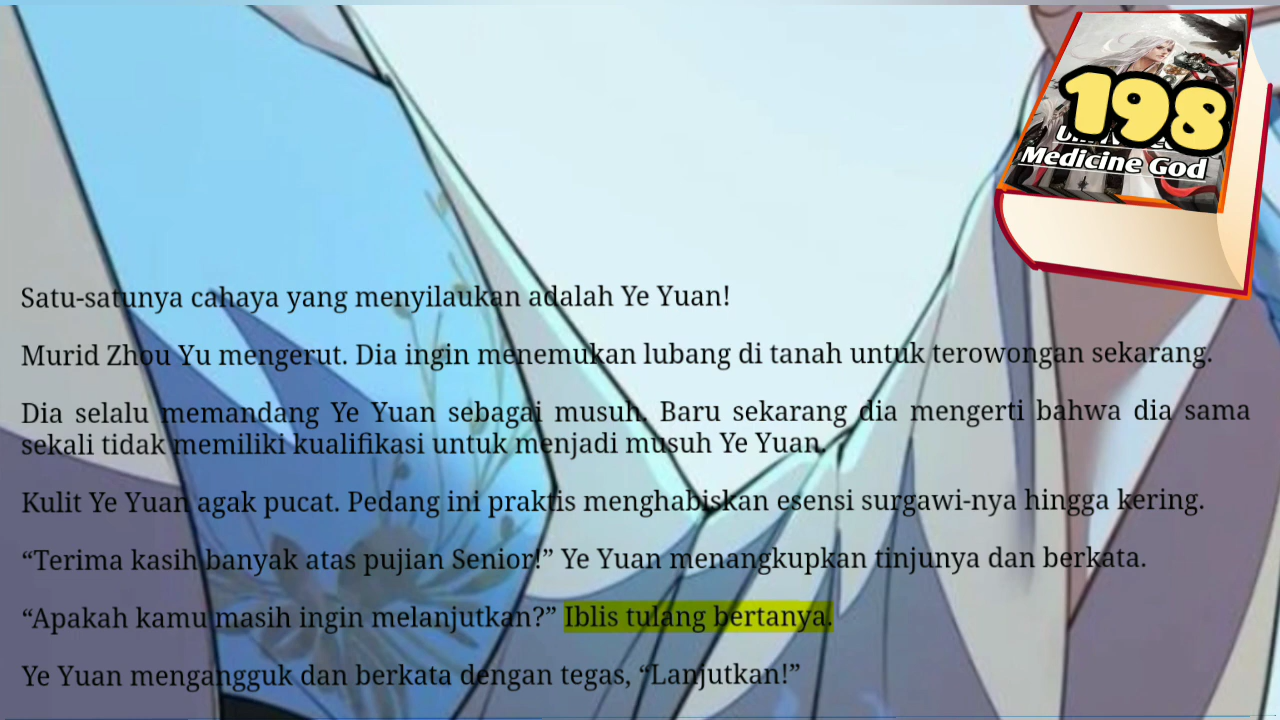 198
Medicine God
Satu-satunya cahaya yang menyilaukan adalah Ye Yuan!
Murid Zhou Yu mengerut. Dia ingin menemukan lubang di tanah untuk terowongan sekarang.
Dia selalu memandang Ye Yuan sebagai musuh. Baru sekarang dia mengerti bahwa dia sama
sekali tidak memiliki kualifikasi untuk menjadi musuh Ye Yuan.
Kulit Ye Yuan agak pucat. Pedang ini praktis menghabiskan esensi surgawi-nya hingga kering.
“Terima kasih banyak atas pujian Senior!” Ye Yuan menangkupkan tinjunya dan berkata.
“Apakah kamu masih ingin melanjutkan?” Iblis tulang bertanya.
Ye Yuan mengangguk dan berkata dengan tegas, “Lanjutkan!”